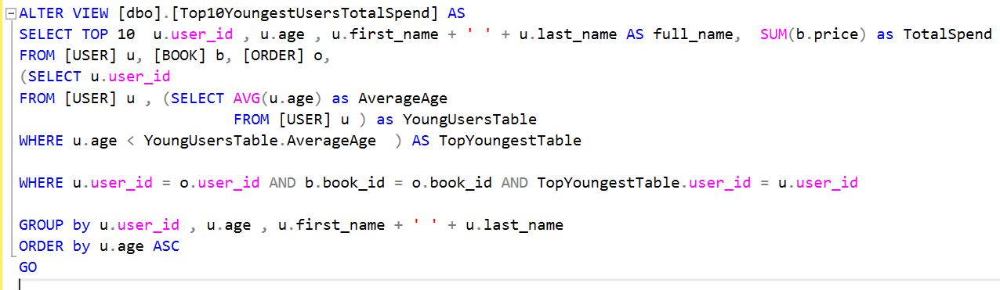 ALTER VIEW [dbo].[Top10YoungestUsersTotalSpend] AS
SELECT TOP 10  u.user_id , u.age , u.first_name + ' ' + u.last_name AS full_name,  SUM(b.price) as TotalSpend
FROM [USER] u, [BOOK] b, [ORDER] o,
(SELECT u.user_id
FROM [USER] u , (SELECT AVG(u.age) as AverageAge
FROM [USER] u ) as YoungUsersTable
WHERE u.age < YoungUsersTable.AverageAge  ) AS TopYoungestTable
WHERE u.user_id = o.user_id AND b.book_id = o.book_id AND TopYoungestTable.user_id = u.user_id
GROUP by u.user_id , u.age , u.first_name + ' ' + u.last_name
ORDER by u.age ASC
GO